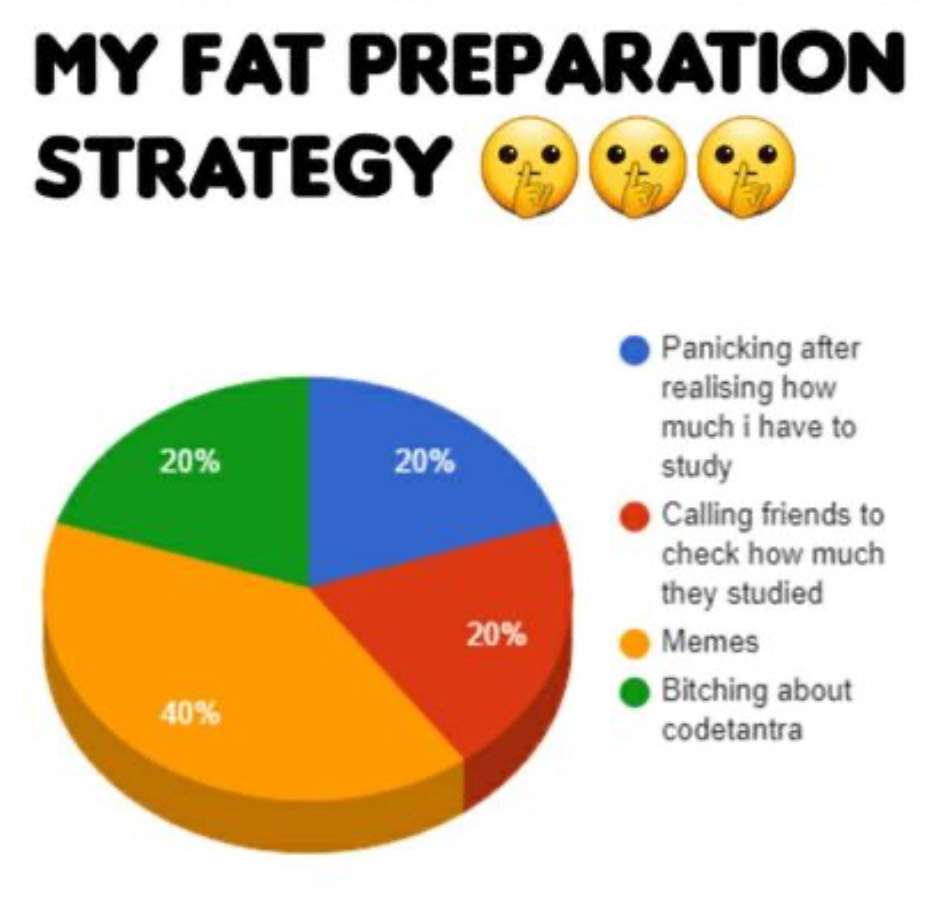 MY FAT PREPARATION
STRATEGY 🤫🤫🤫
Panicking after
realising how
much i have to
study
Calling friends to
check how much
they studied
Memes
Bitching about
codetantra
20%
20%
20%
40%